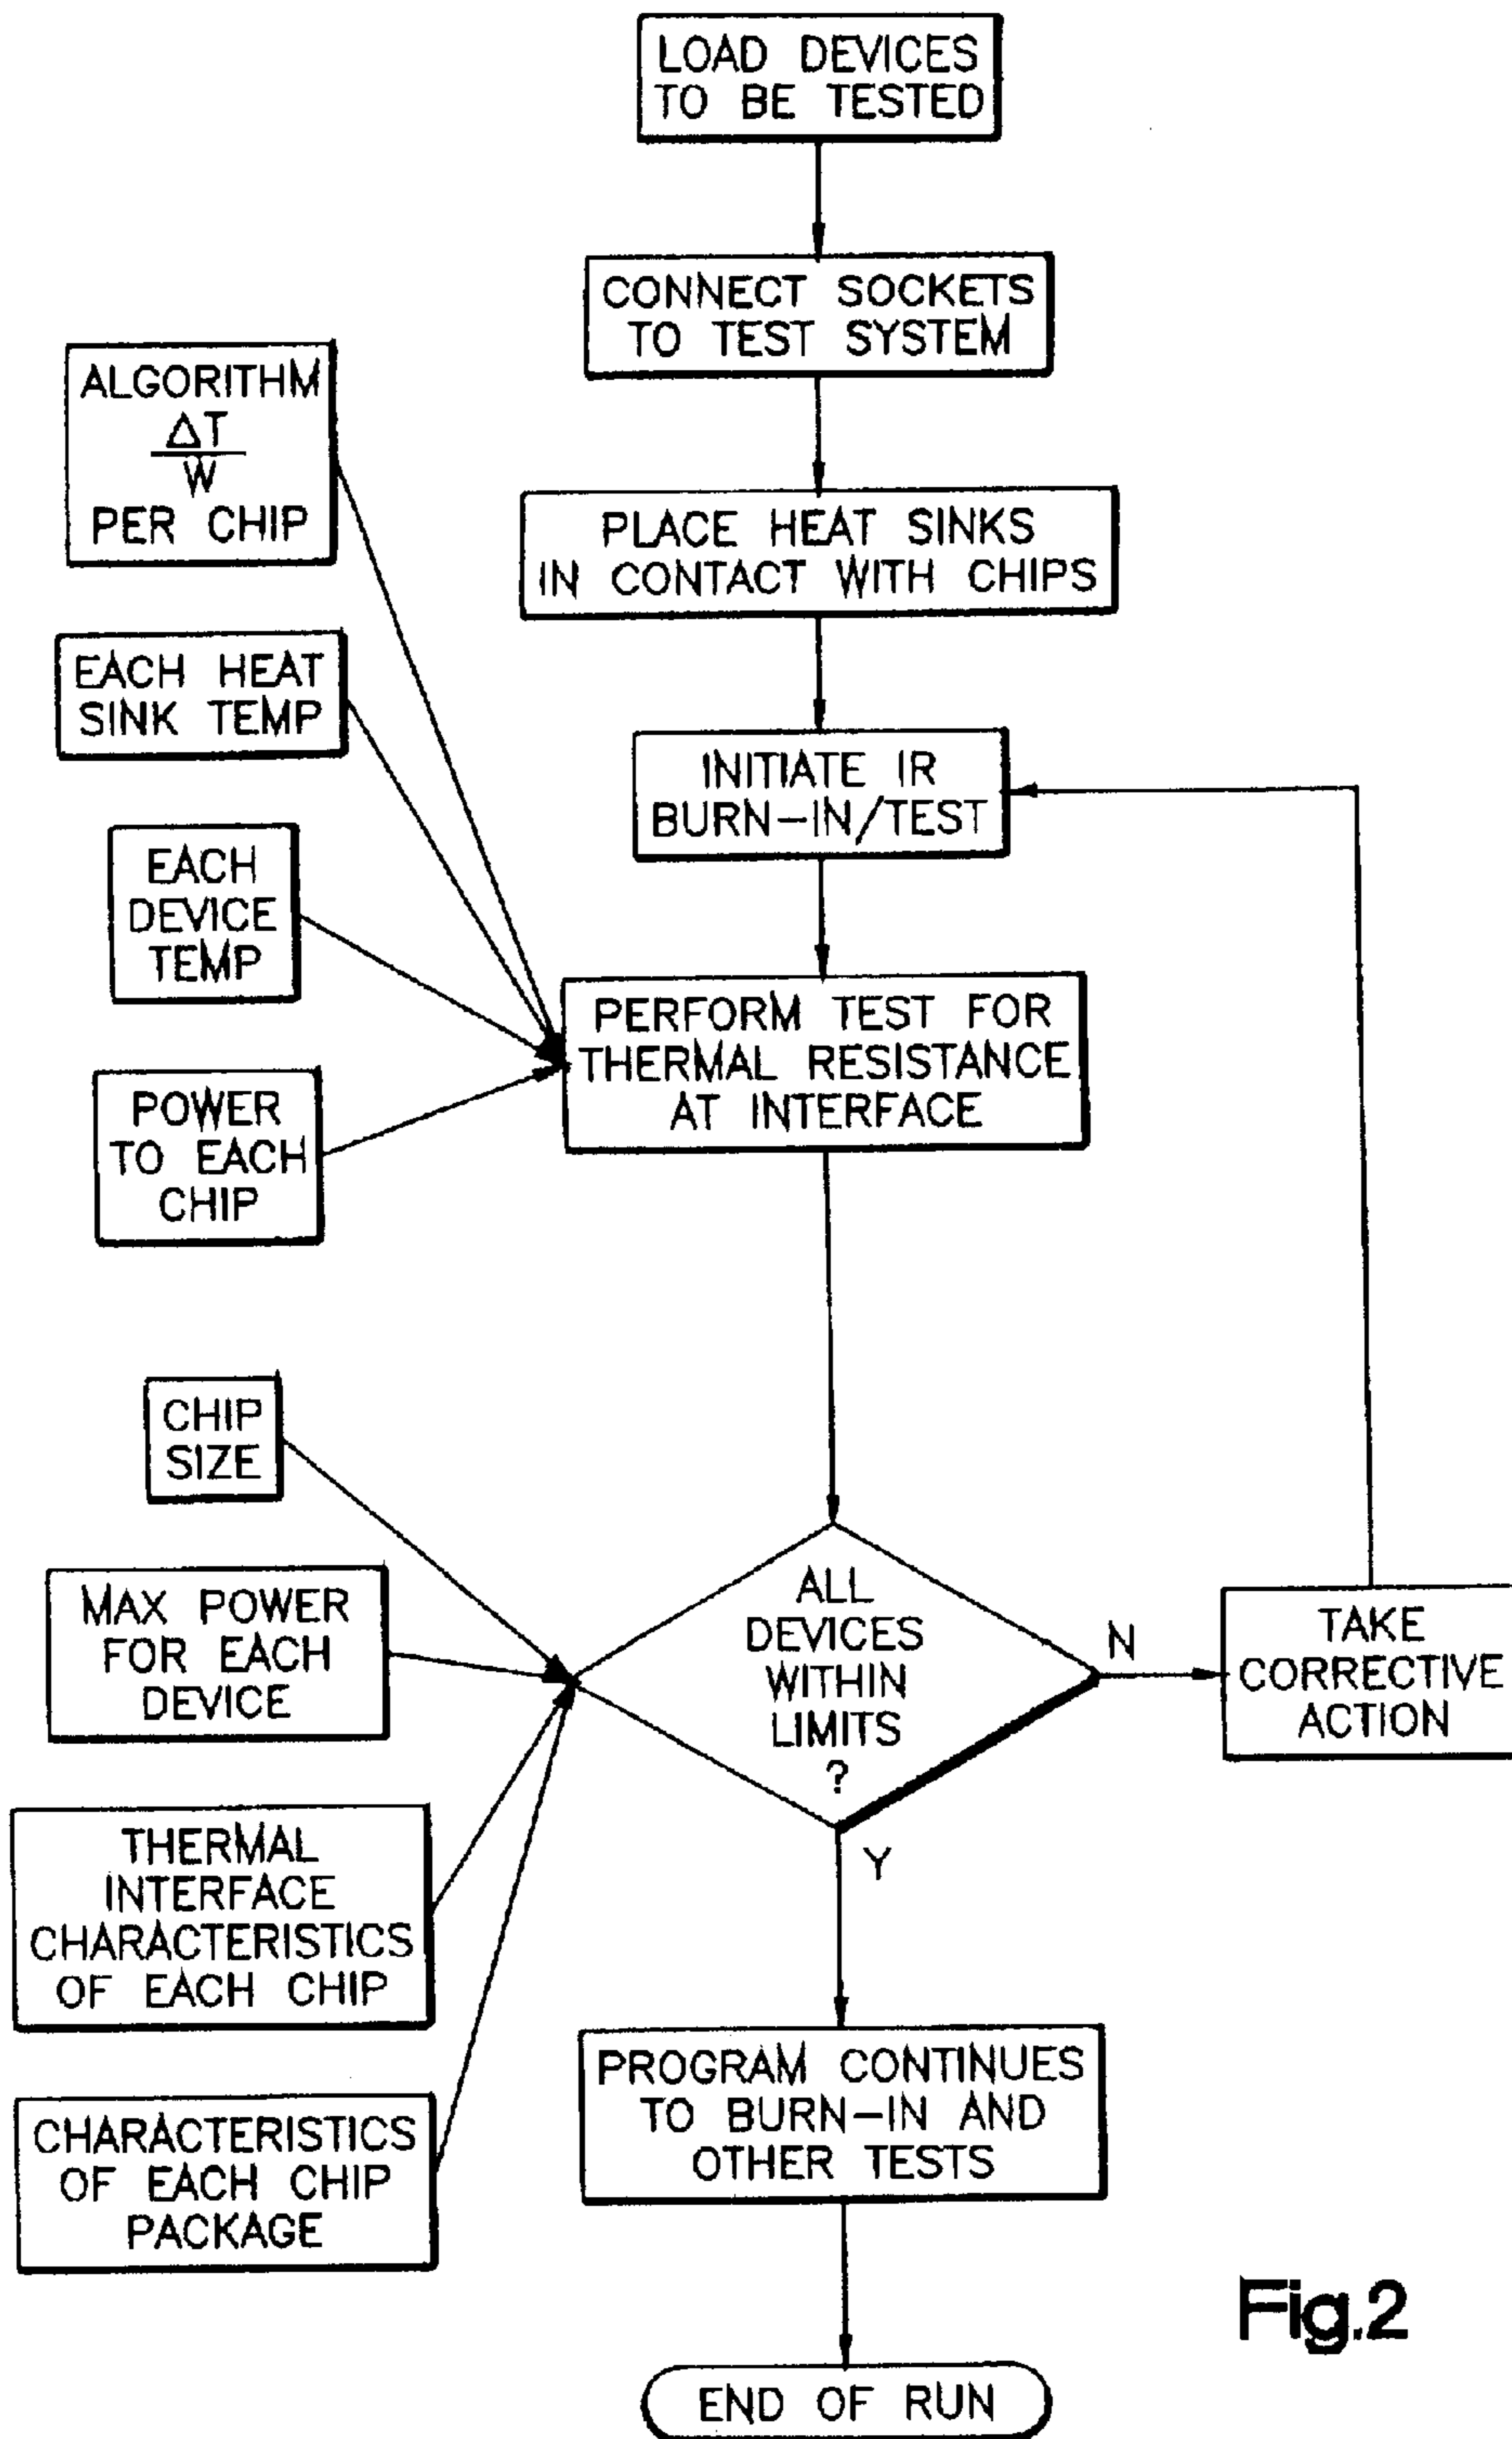 LOAD DEVICES
TO BE TESTED
CONNECT SOCKETS
TO TEST SYSTEM
ALGORITHM
ΔT
W
PER CHIP
PLACE HEAT SINKS
IN CONTACT WITH CHIPS
EACH HEAT
SINK TEMP
INITIATE IR
BURN-IN/TEST
EACH
DEVICE
TEMP
PERFORM TEST FOR
THERMAL RESISTANCE
AT INTERFACE
POWER
TO EACH
CHIP
CHIP
SIZE
MAX POWER
FOR EACH
DEVICE
ALL
DEVICES
WITHIN
LIMITS
?
N
TAKE
CORRECTIVE
ACTION
Y
THERMAL
INTERFACE
CHARACTERISTICS
OF EACH CHIP
PROGRAM CONTINUES
TO BURN-IN AND
OTHER TESTS
CHARACTERISTICS
OF EACH CHIP
PACKAGE
Fig.2
END OF RUN